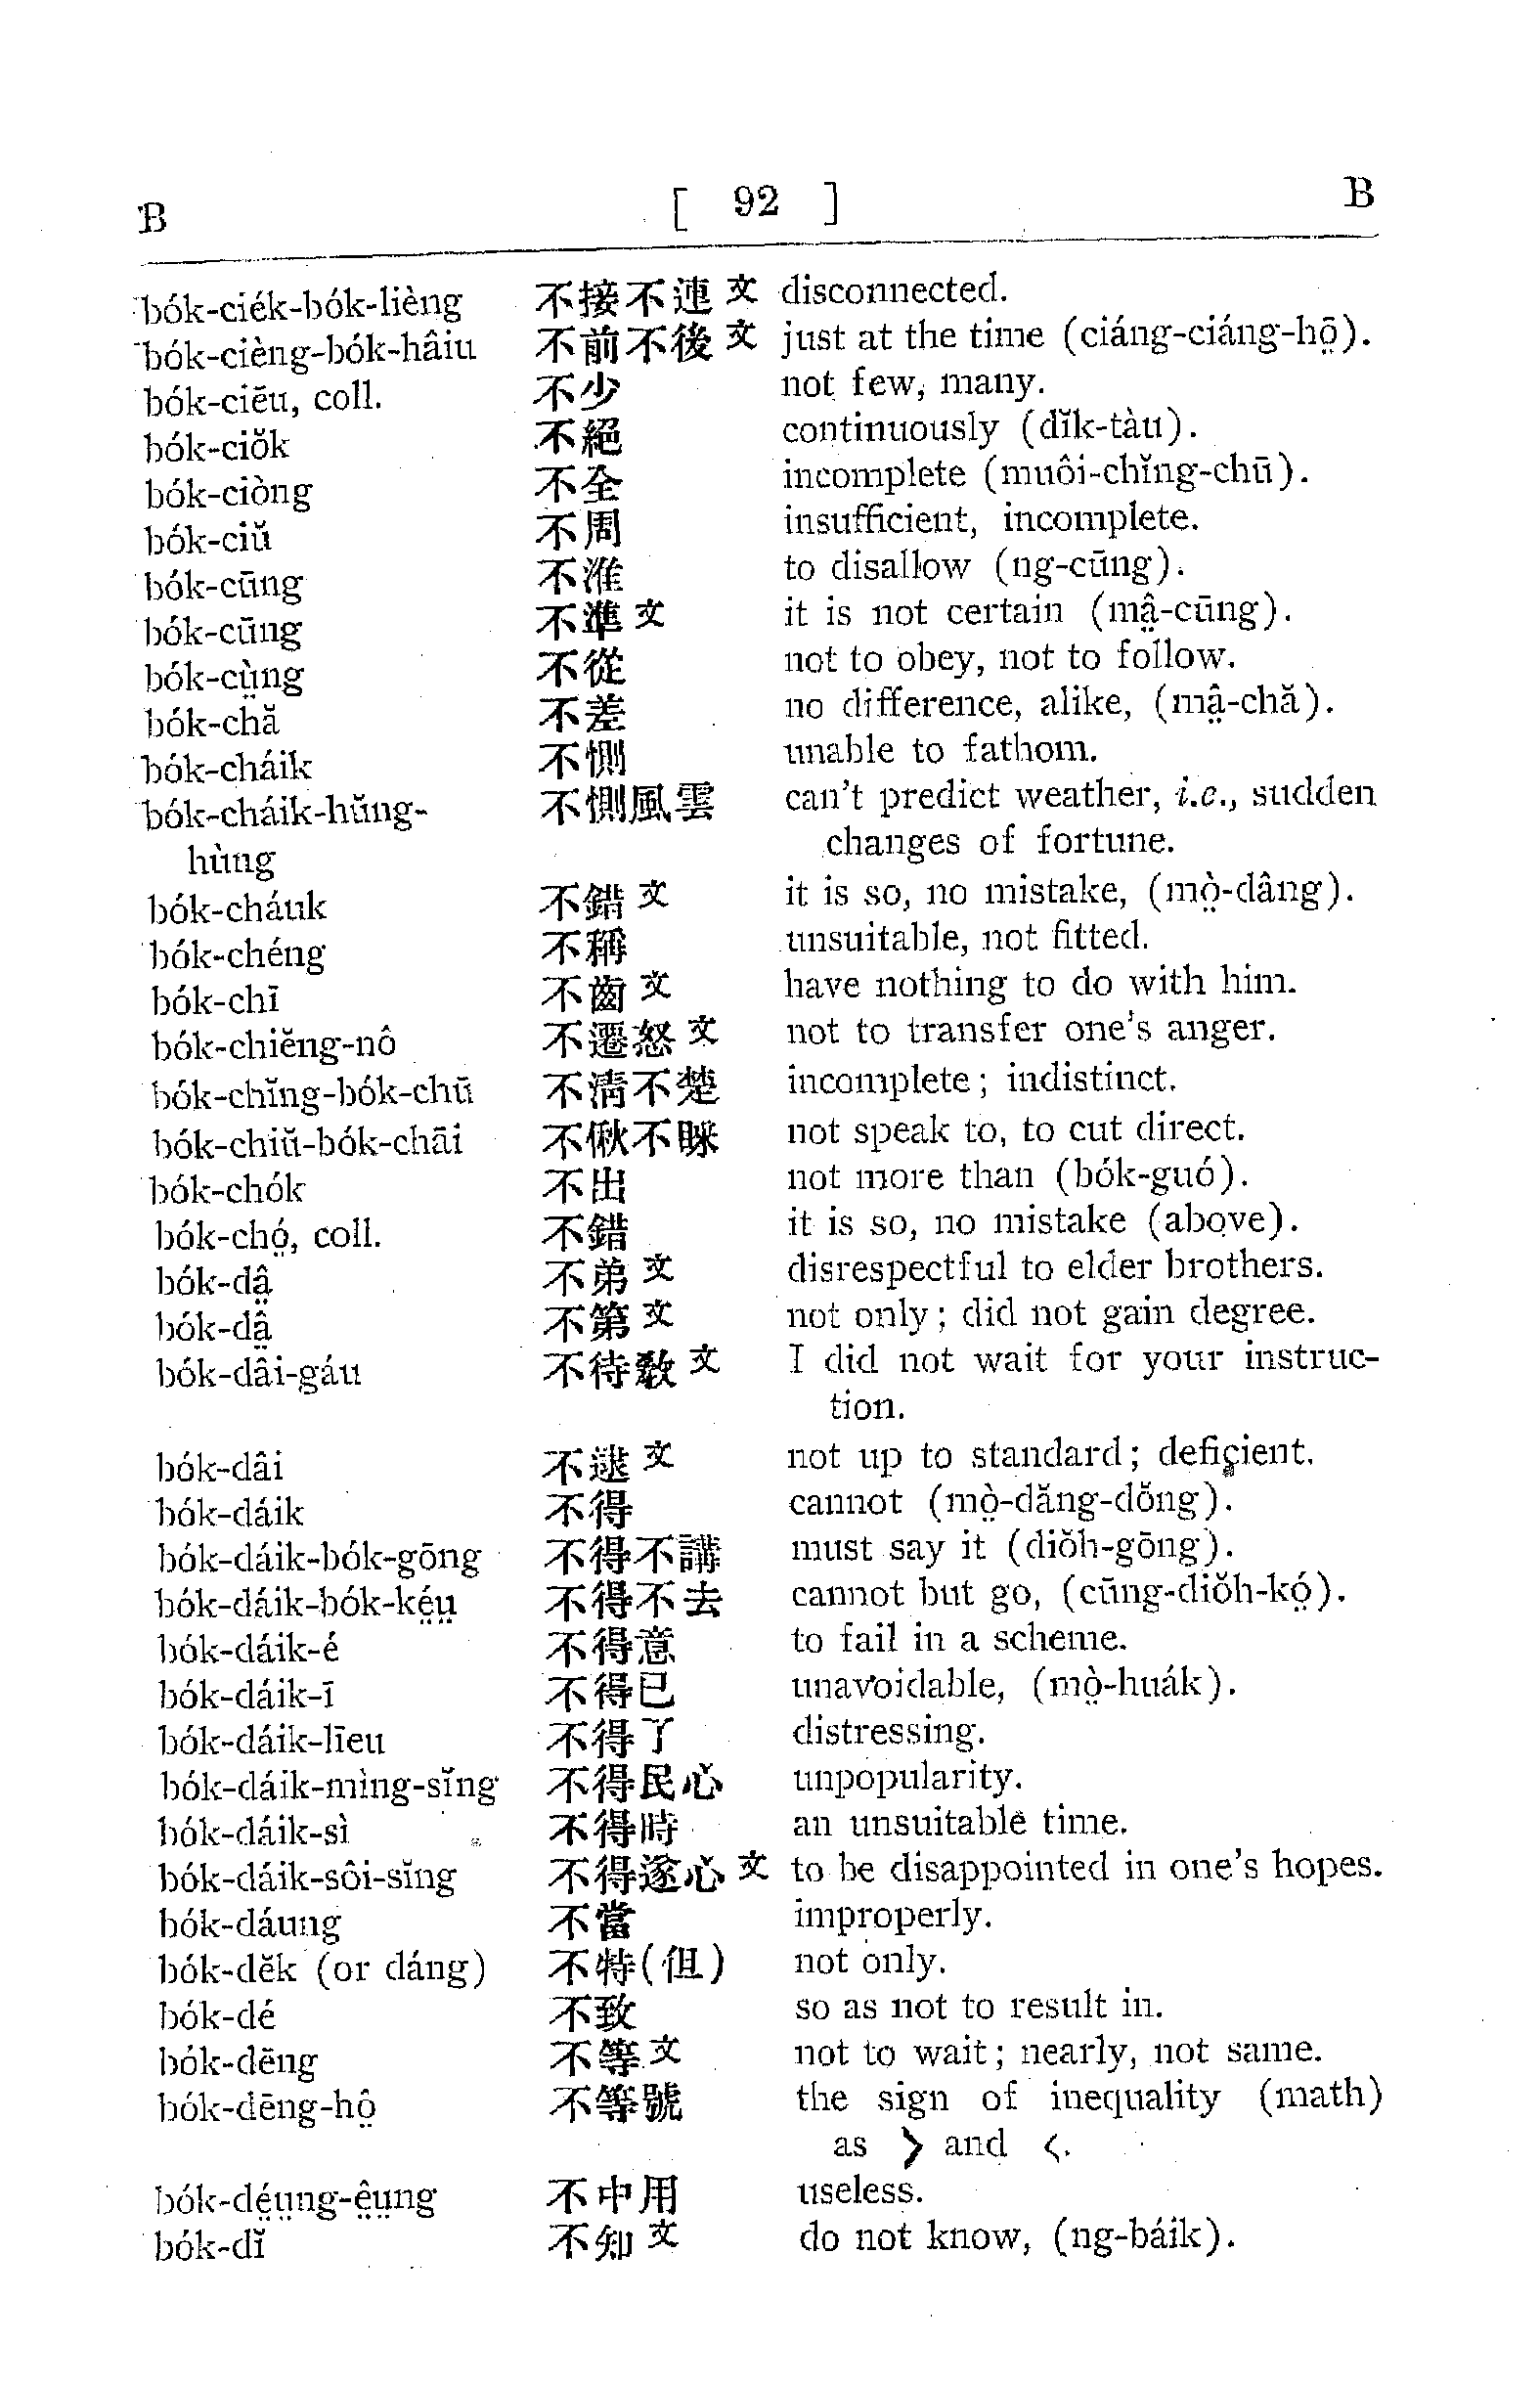 B [ 92 ] B
bók-ciék-bók-lièng 不接不連 文 disconnected.
bók-cièng-bók-hâiu 不前不後 文 just at the time (ciáng-ciáng-hō̤).
bók-ciēu, coll. 不少 not few, many.
bók-ciŏk 不絕 continuously (dĭk-tàu).
bók-ciòng 不全 incomplete (muôi-chĭng-chū).
bók-ciŭ 不周 insufficient, incomplete.
bók-cūng 不准 to disallow (ng-cūng).
bók-cūng 不準 文 it is not certain (mâ̤-cūng).
bók-cṳ̀ng 不從 not to obey, not to follow.
bók-chă 不差 no difference, alike, (mâ̤-chă).
bók-cháik 不惻 unable to fathom.
bók-cháik-hŭng- 不惻風雲 can't predict weather, i.e., sudden
hùng changes of fortune.
bók-cháuk 不錯 文 it is so, no mistake, (mò̤-dâng).
bók-chéng 不稱 unsuitable, not fitted.
bók-chī 不齒 文 have nothing to do with him.
bók-chiĕng-nô 不遷怒 文 not to transfer one's anger.
bók-chĭng-bók-chū 不淸不楚 incomplete; indistinct.
bók-chiŭ-bók-chāi 不偢不睬 not speak to, to cut direct.
bók-chók 不出 not more than (bók-guó).
bók-chó̤, coll. 不錯 it is so, no mistake (above).
bók-dâ̤ 不弟 文 disrespectful to elder brothers.
bók-dâ̤ 不第 文 not only; did not gain degree.
bók-dâi-gáu 不待敎 文 I did not wait for your instruc-
tion.
bók-dâi 不逮 文 not up to standard; deficient.
bók-dáik 不得 cannot (mò̤-dăng-dŏng).
bók-dáik-bók-gōng 不得不講 must say it (diŏh-gōng).
bók-dáik-bók-ké̤ṳ 不得不去 cannot but go, (cūng-diŏh-kó̤).
bók-dáik-é 不得意 to fail in a scheme.
bók-dáik-ī 不得已 unavoidable, (mò̤-huák).
bók-dáik-līeu 不得了 distressing.
bók-dáik-mìng-sĭng 不得民心 unpopularity.
bók-dáik-sì 不得時 an unsuitable time.
bók-dáik-sôi-sĭng 不得遂心 文 to be disappointed in one's hopes.
bók-dáung 不當 improperly.
bók-dĕk (or dáng) 不特(但) not only.
bók-dé 不致 so as not to result in.
bók-dēng 不等 文 not to wait; nearly, not same.
bók-dēng-hô̤ 不等號 the sign of inequality (math)
as > and <.
bók-dé̤ṳng-ê̤ṳng 不中用 useless.
bók-dĭ 不知 文 do not know, (ng-báik).